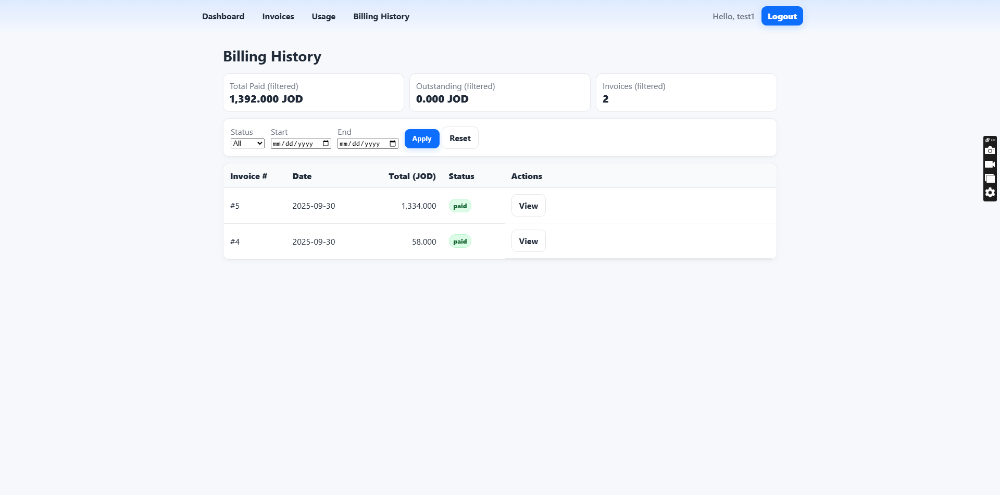 Dashboard Invoices Usage Billing History Hello, test1 Logout
Billing History
Total Paid (filtered) Outstanding (filtered) Invoices (filtered)
1,392.000 JOD 0.000 JOD 2
Status Start End
All mm/dd/yyyy mm/dd/yyyy Apply Reset
Invoice # Date Total (JOD) Status Actions
#5 2025-09-30 1,334.000 paid View
#4 2025-09-30 58.000 paid View